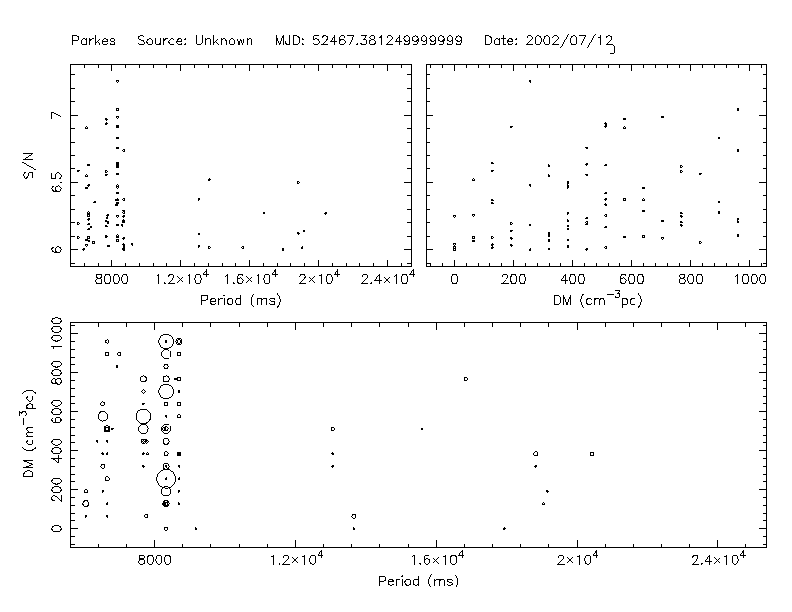 Parkes Source: Unknown MJD: 52467.381249999999 Date: 2002/07/12
S/N
7
6.5
6
8000 1.2×10⁴ 1.6×10⁴ 2×10⁴ 2.4×10⁴
Period (ms)
0 200 400 600 800 1000
DM (cm⁻³pc)
DM (cm⁻³pc)
1000
800
600
400
200
0
8000 1.2×10⁴ 1.6×10⁴ 2×10⁴ 2.4×10⁴
Period (ms)